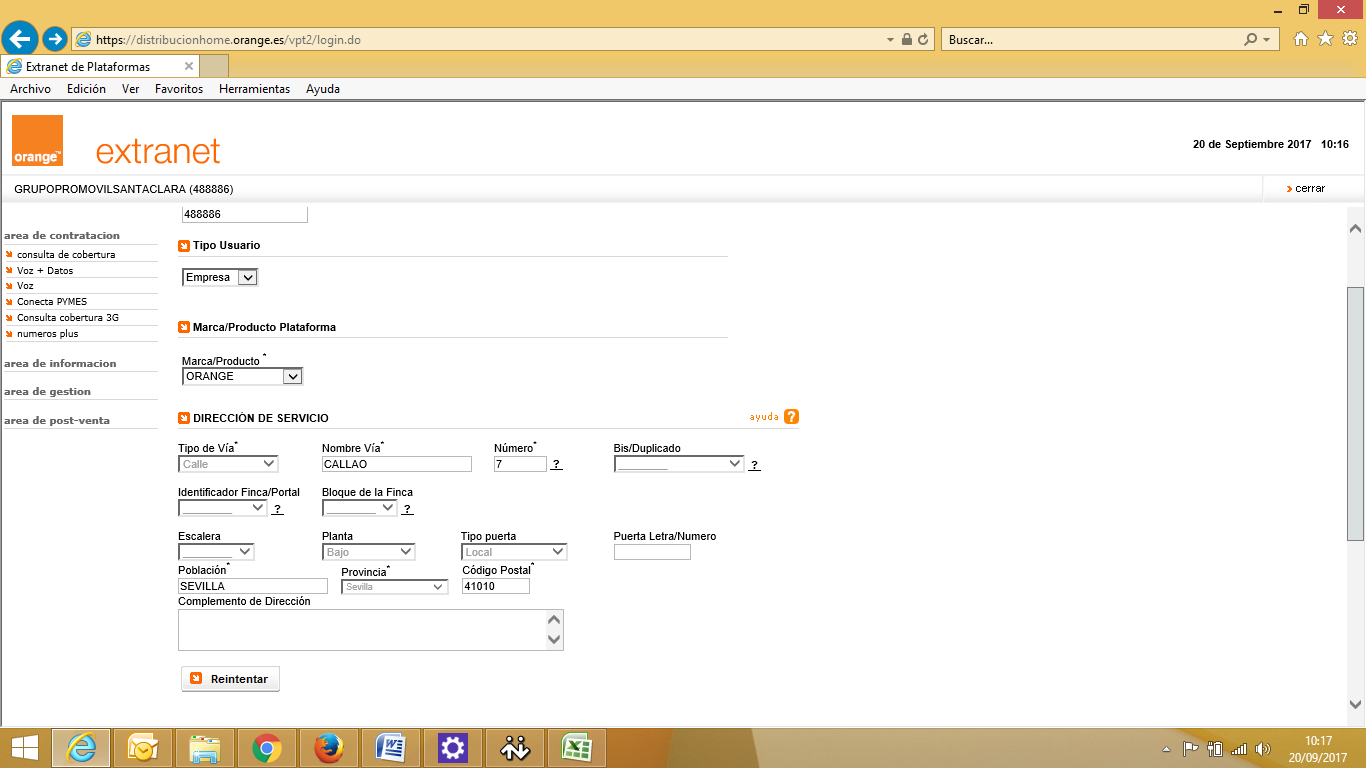 https://distribucionhome.orange.es/vpt2/login.do
Buscar...
Extranet de Plataformas
Archivo Edición Ver Favoritos Herramientas Ayuda
orange™
extranet
20 de Septiembre 2017 10:16
GRUPOPROMOVILSANTACLARA (488886)
cerrar
488886
area de contratacion
consulta de cobertura
Voz + Datos
Voz
Conecta PYMES
Consulta cobertura 3G
numeros plus
area de informacion
area de gestion
area de post-venta
Tipo Usuario
Empresa
Marca/Producto Plataforma
Marca/Producto *
ORANGE
DIRECCIÓN DE SERVICIO
ayuda ?
Tipo de Vía* Nombre Vía* Número* Bis/Duplicado
Calle CALLAO 7 ? ________ ?
Identificador Finca/Portal Bloque de la Finca
________ ? ________ ?
Escalera Planta Tipo puerta Puerta Letra/Numero
________ Bajo Local
Población* Provincia* Código Postal*
SEVILLA Sevilla 41010
Complemento de Dirección
Reintentar
10:17
20/09/2017